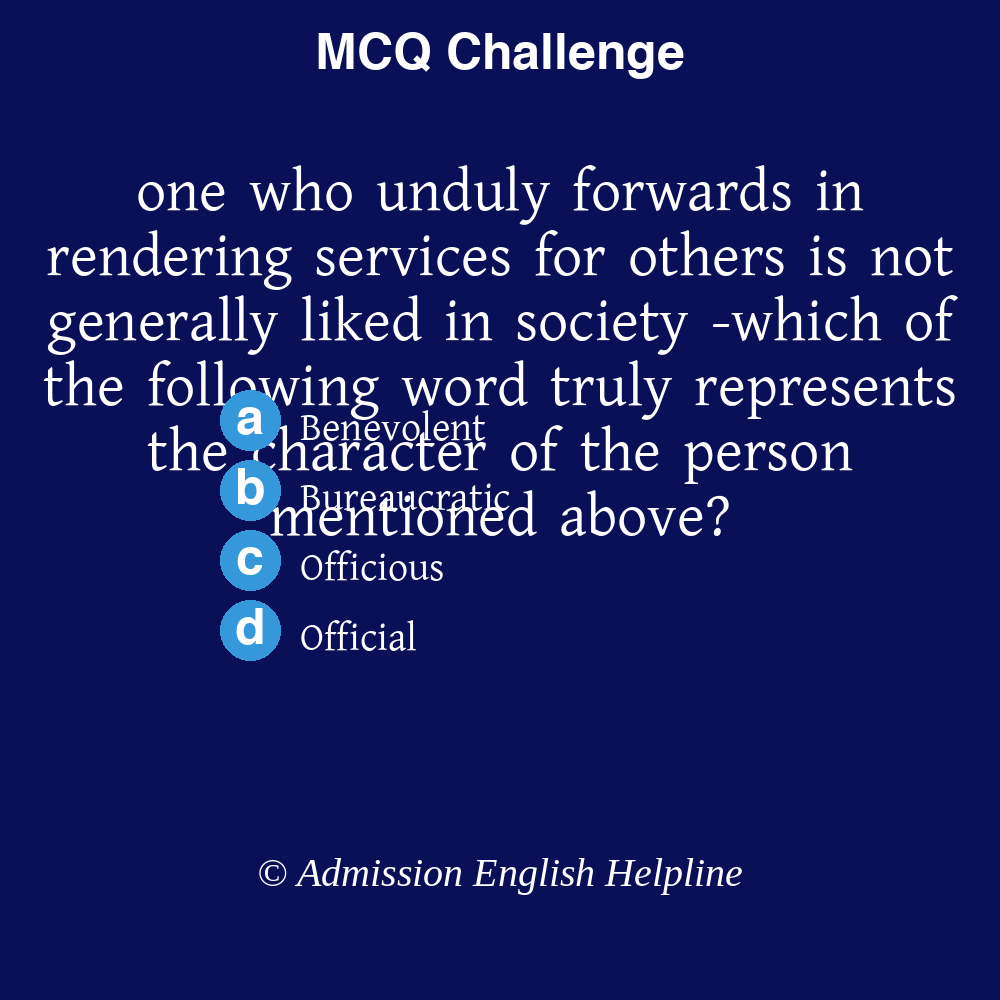 MCQ Challenge
one who unduly forwards in
rendering services for others is not
generally liked in society -which of
the following word truly represents
the character of the person
mentioned above?
a Benevolent
b Bureaucratic
c Officious
d Official
© Admission English Helpline